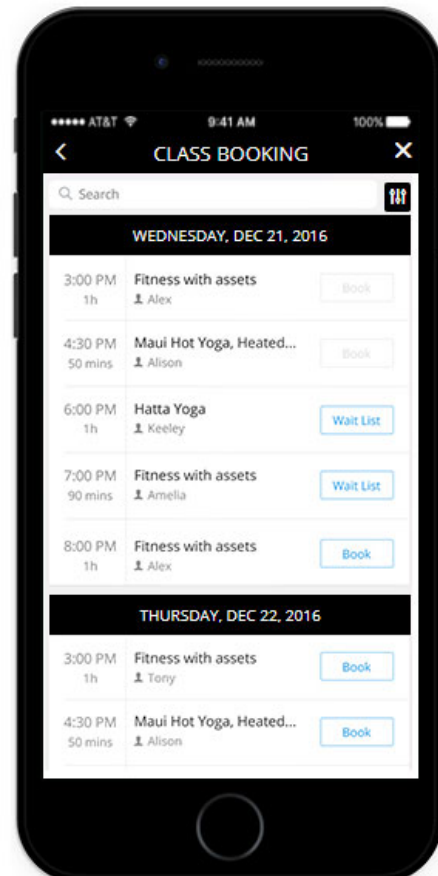 AT&T 9:41 AM 100%
CLASS BOOKING
Search
WEDNESDAY, DEC 21, 2016
3:00 PM Fitness with assets Book
1h Alex
4:30 PM Maui Hot Yoga, Heated... Book
50 mins Alison
6:00 PM Hatta Yoga Wait List
1h Keeley
7:00 PM Fitness with assets Wait List
90 mins Amelia
8:00 PM Fitness with assets Book
1h Alex
THURSDAY, DEC 22, 2016
3:00 PM Fitness with assets Book
1h Tony
4:30 PM Maui Hot Yoga, Heated... Book
50 mins Alison